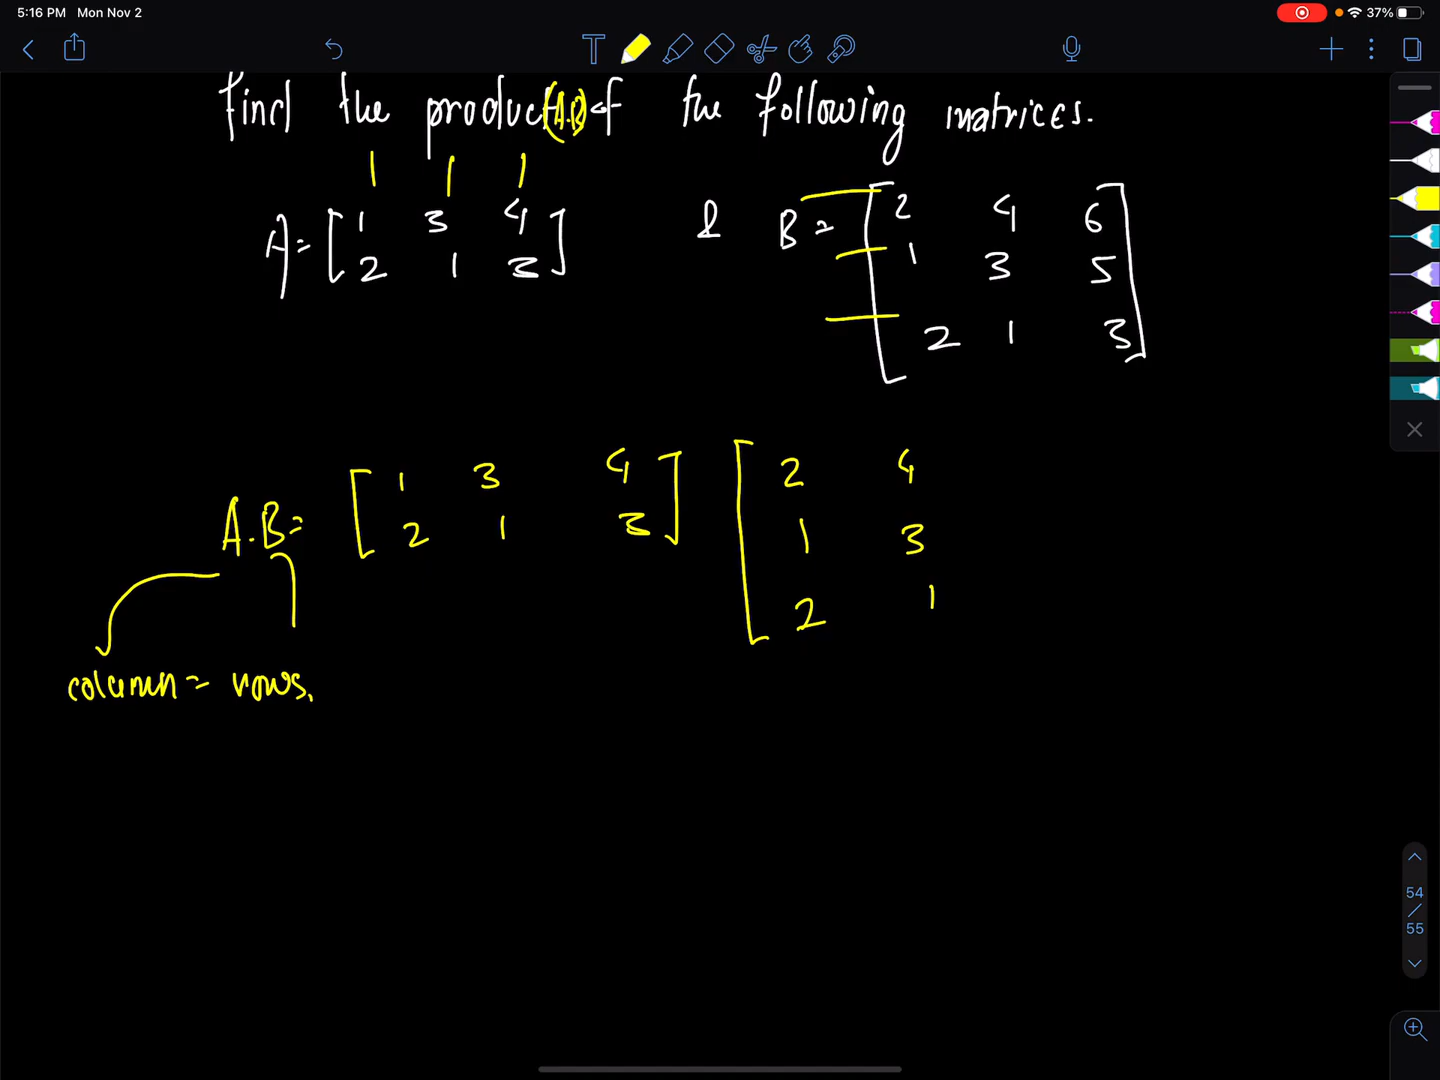 5:16 PM Mon Nov 2
37%
find the product (A.B) of the following matrices.
A = [ 1 3 4
2 1 3 ]
& B = [ 2 4 6
1 3 5
2 1 3 ]
A.B = [ 1 3 4
2 1 3 ]
[ 2 4
1 3
2 1
column = rows.
54
/
55